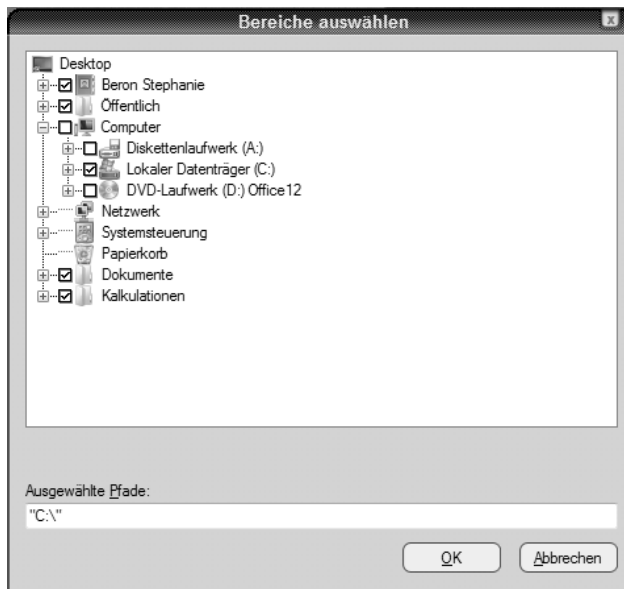 Bereiche auswählen
x
Desktop
Beron Stephanie
Öffentlich
Computer
Diskettenlaufwerk (A:)
Lokaler Datenträger (C:)
DVD-Laufwerk (D:) Office12
Netzwerk
Systemsteuerung
Papierkorb
Dokumente
Kalkulationen
Ausgewählte Pfade:
"C:\"
OK
Abbrechen